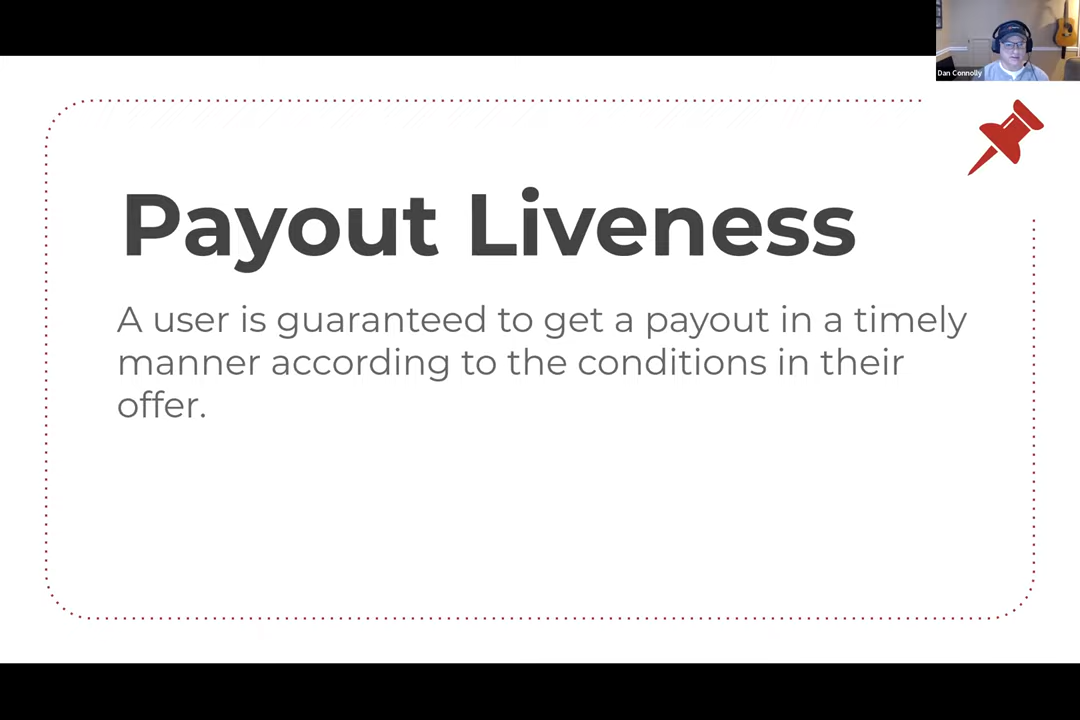 Dan Connolly
Payout Liveness
A user is guaranteed to get a payout in a timely
manner according to the conditions in their
offer.